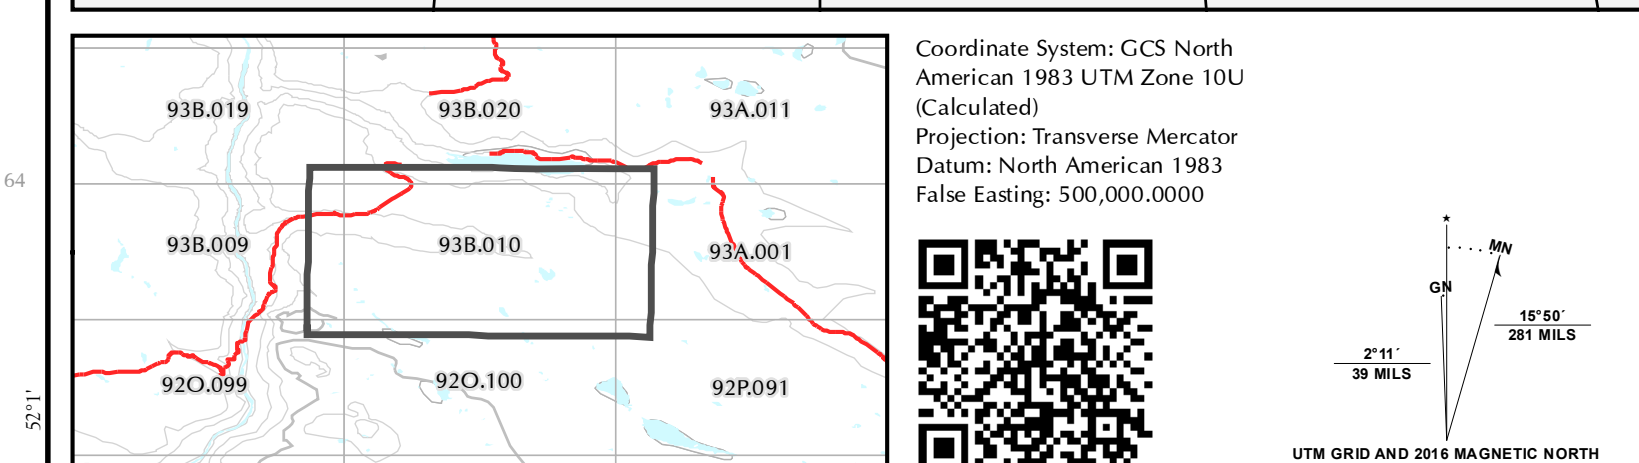 93B.019
93B.020
93A.011
64
93B.009
93B.010
93A.001
92O.099
92O.100
92P.091
52°1'
Coordinate System: GCS North
American 1983 UTM Zone 10U
(Calculated)
Projection: Transverse Mercator
Datum: North American 1983
False Easting: 500,000.0000
MN
GN
15°50´
281 MILS
2°11´
39 MILS
UTM GRID AND 2016 MAGNETIC NORTH